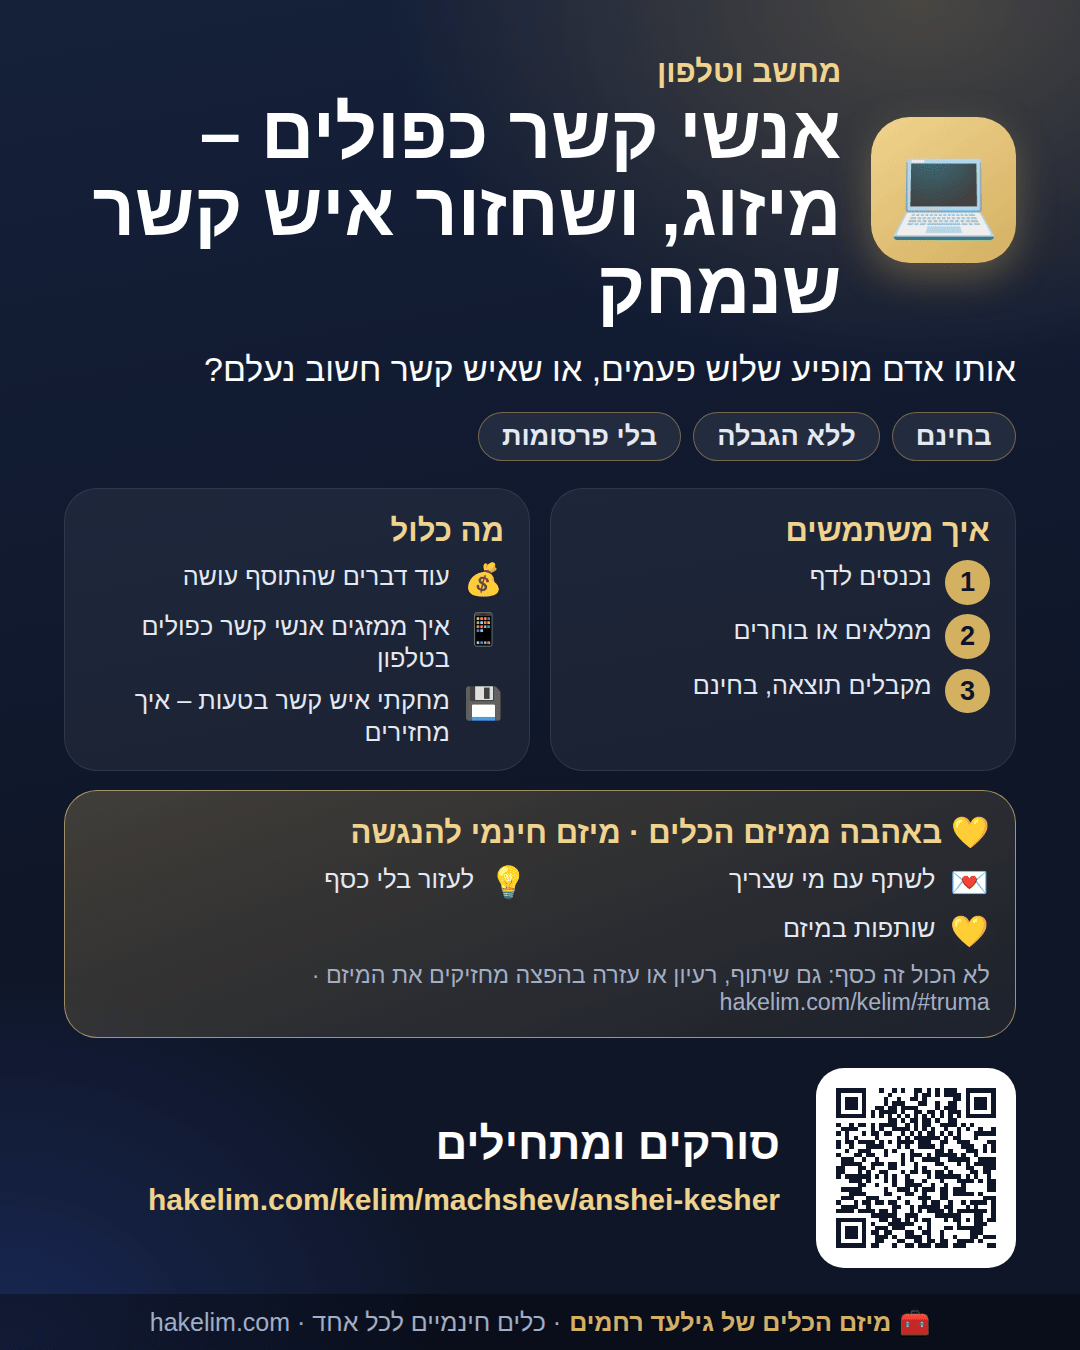 מחשב וטלפון
אנשי קשר כפולים –
מיזוג, ושחזור איש קשר
שנמחק
אותו אדם מופיע שלוש פעמים, או שאיש קשר חשוב נעלם?
בחינם
ללא הגבלה
בלי פרסומות
איך משתמשים
1 נכנסים לדף
2 ממלאים או בוחרים
3 מקבלים תוצאה, בחינם
מה כלול
עוד דברים שהתוסף עושה
איך ממזגים אנשי קשר כפולים
בטלפון
מחקתי איש קשר בטעות – איך
מחזירים
באהבה ממיזם הכלים · מיזם חינמי להנגשה
לשתף עם מי שצריך
לעזור בלי כסף
שותפות במיזם
לא הכול זה כסף: גם שיתוף, רעיון או עזרה בהפצה מחזיקים את המיזם ·
hakelim.com/kelim/#truma
סורקים ומתחילים
hakelim.com/kelim/machshev/anshei-kesher
מיזם הכלים של גילעד רחמים · כלים חינמיים לכל אחד · hakelim.com